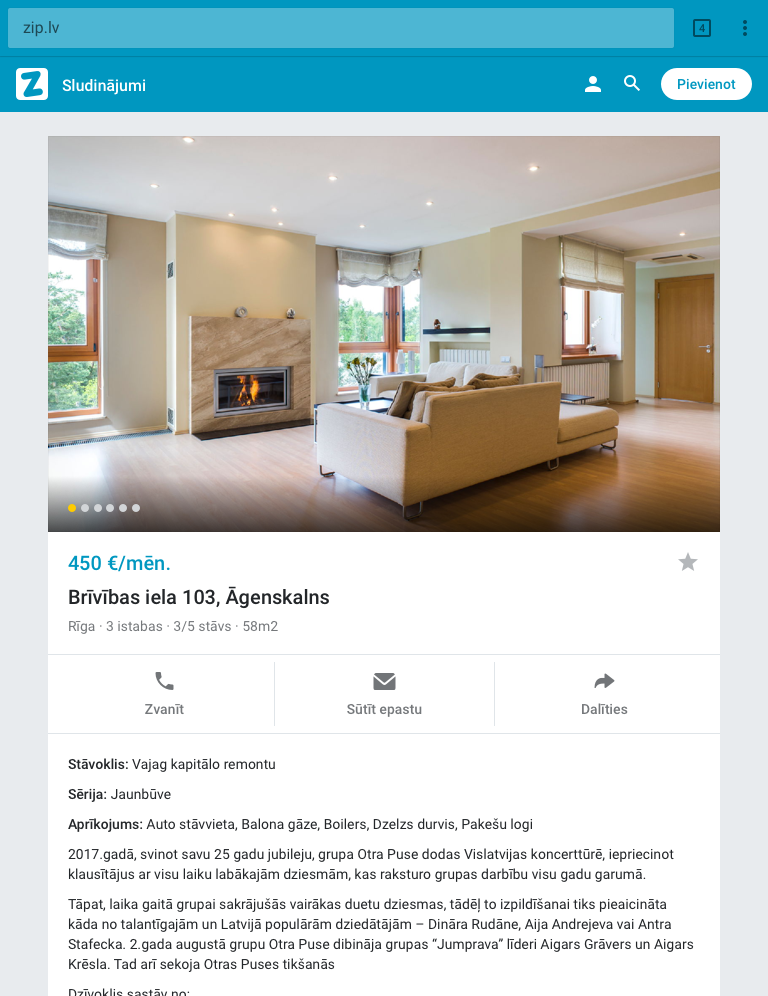 zip.lv
4
Sludinājumi
Pievienot
450 €/mēn.
Brīvības iela 103, Āgenskalns
Rīga · 3 istabas · 3/5 stāvs · 58m2
Zvanīt
Sūtīt epastu
Dalīties
Stāvoklis: Vajag kapitālo remontu
Sērija: Jaunbūve
Aprīkojums: Auto stāvvieta, Balona gāze, Boilers, Dzelzs durvis, Pakešu logi
2017.gadā, svinot savu 25 gadu jubileju, grupa Otra Puse dodas Vislatvijas koncerttūrē, iepriecinot
klausītājus ar visu laiku labākajām dziesmām, kas raksturo grupas darbību visu gadu garumā.
Tāpat, laika gaitā grupai sakrājušās vairākas duetu dziesmas, tādēļ to izpildīšanai tiks pieaicināta
kāda no talantīgajām un Latvijā populārām dziedātājām – Dināra Rudāne, Aija Andrejeva vai Antra
Stafecka. 2.gada augustā grupu Otra Puse dibināja grupas “Jumprava” līderi Aigars Grāvers un Aigars
Krēsla. Tad arī sekoja Otras Puses tikšanās
Dzīvoklis sastāv no: